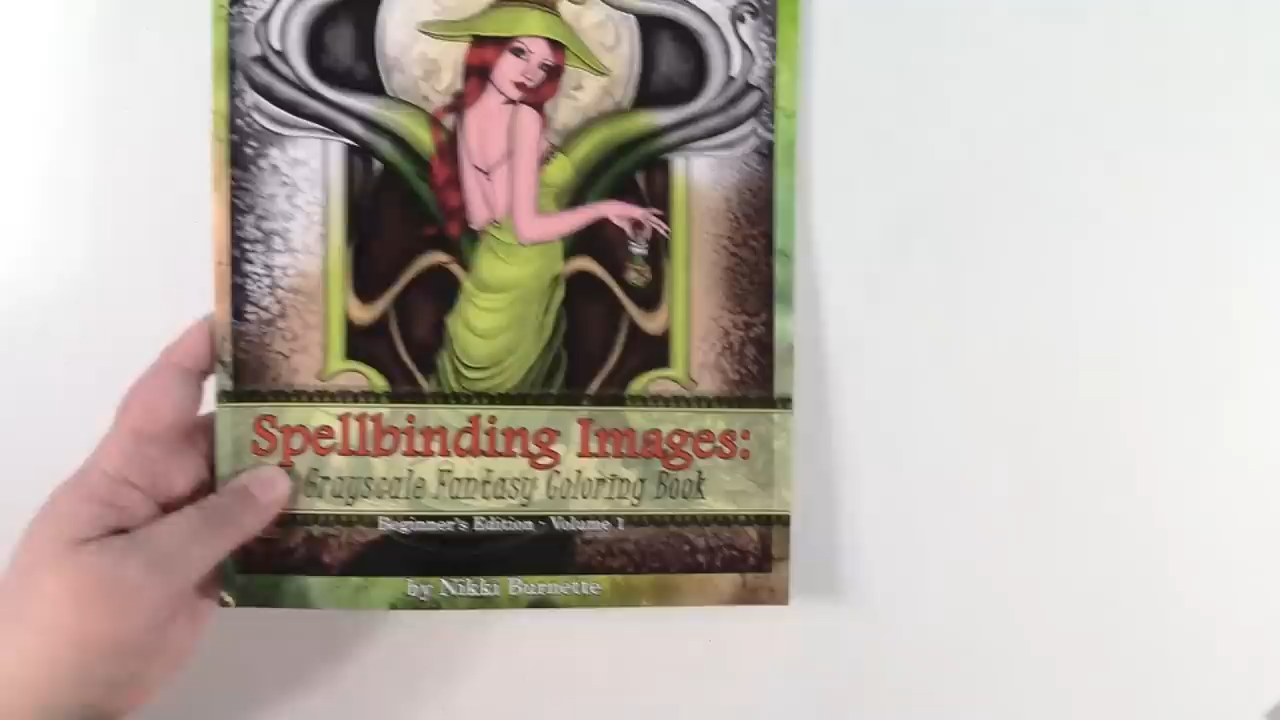 Spellbinding Images:
Grayscale Fantasy Coloring Book
Beginner's Edition · Volume 1
by Nikki Burnette